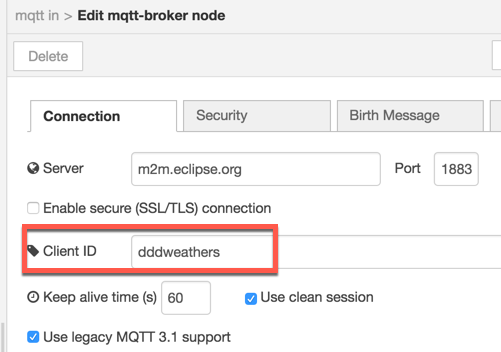 mqtt in > Edit mqtt-broker node
Delete
Connection Security Birth Message
Server m2m.eclipse.org Port 1883
Enable secure (SSL/TLS) connection
Client ID dddweathers
Keep alive time (s) 60 Use clean session
Use legacy MQTT 3.1 support